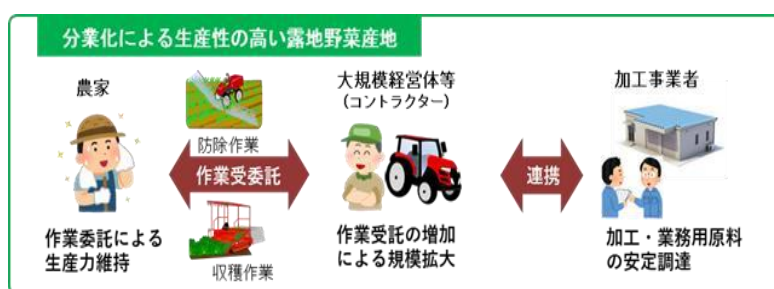 分業化による生産性の高い露地野菜産地
農家
防除作業
作業受委託
収穫作業
作業委託による
生産力維持
大規模経営体等
（コントラクター）
作業受託の増加
による規模拡大
連携
加工事業者
加工・業務用原料
の安定調達